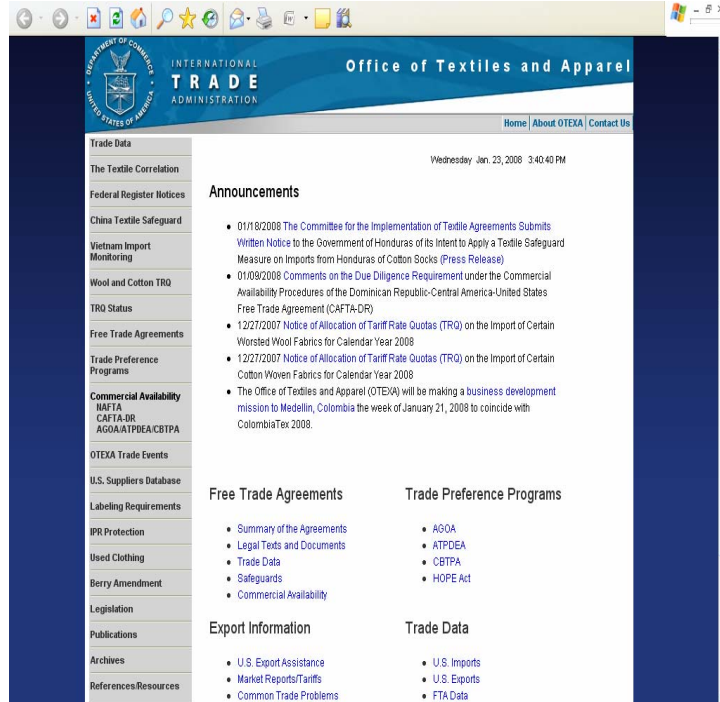 DEPARTMENT OF COMMERCE
UNITED STATES OF AMERICA
INTERNATIONAL
TRADE
ADMINISTRATION
Office of Textiles and Apparel
Home About OTEXA Contact Us
Trade Data
The Textile Correlation
Federal Register Notices
China Textile Safeguard
Vietnam Import
Monitoring
Wool and Cotton TRQ
TRQ Status
Free Trade Agreements
Trade Preference
Programs
Commercial Availability
NAFTA
CAFTA-DR
AGOA/ATPDEA/CBTPA
OTEXA Trade Events
U.S. Suppliers Database
Labeling Requirements
IPR Protection
Used Clothing
Berry Amendment
Legislation
Publications
Archives
References/Resources
Wednesday Jan. 23, 2008 3:40:40 PM
Announcements
01/18/2008 The Committee for the Implementation of Textile Agreements Submits
Written Notice to the Government of Honduras of its Intent to Apply a Textile Safeguard
Measure on Imports from Honduras of Cotton Socks (Press Release)
01/09/2008 Comments on the Due Diligence Requirement under the Commercial
Availability Procedures of the Dominican Republic-Central America-United States
Free Trade Agreement (CAFTA-DR)
12/27/2007 Notice of Allocation of Tariff Rate Quotas (TRQ) on the Import of Certain
Worsted Wool Fabrics for Calendar Year 2008
12/27/2007 Notice of Allocation of Tariff Rate Quotas (TRQ) on the Import of Certain
Cotton Woven Fabrics for Calendar Year 2008
The Office of Textiles and Apparel (OTEXA) will be making a business development
mission to Medellin, Colombia the week of January 21, 2008 to coincide with
ColombiaTex 2008.
Free Trade Agreements
Summary of the Agreements
Legal Texts and Documents
Trade Data
Safeguards
Commercial Availability
Trade Preference Programs
AGOA
ATPDEA
CBTPA
HOPE Act
Export Information
U.S. Export Assistance
Market Reports/Tariffs
Common Trade Problems
Trade Data
U.S. Imports
U.S. Exports
FTA Data